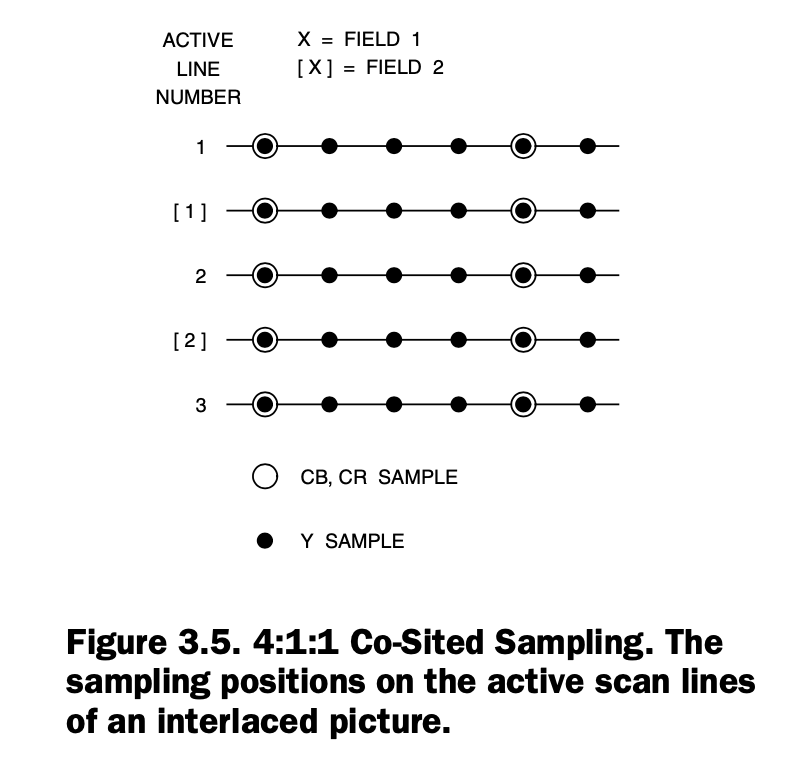 ACTIVE
LINE
NUMBER
X = FIELD 1
[ X ] = FIELD 2
1
[ 1 ]
2
[ 2 ]
3
CB, CR SAMPLE
Y SAMPLE
Figure 3.5. 4:1:1 Co-Sited Sampling. The
sampling positions on the active scan lines
of an interlaced picture.